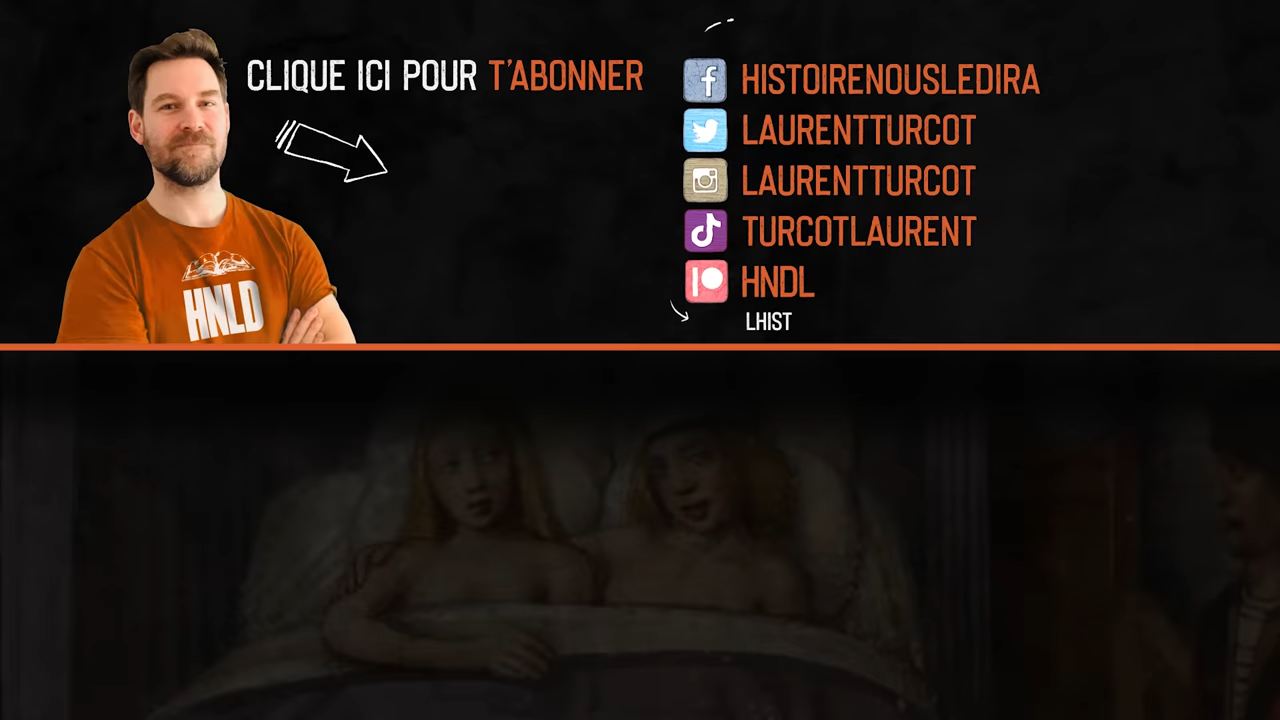 CLIQUE ICI POUR T'ABONNER
HISTOIRENOUSLEDIRA
LAURENTTURCOT
LAURENTTURCOT
TURCOTLAURENT
HNDL
LHIST
HNLD